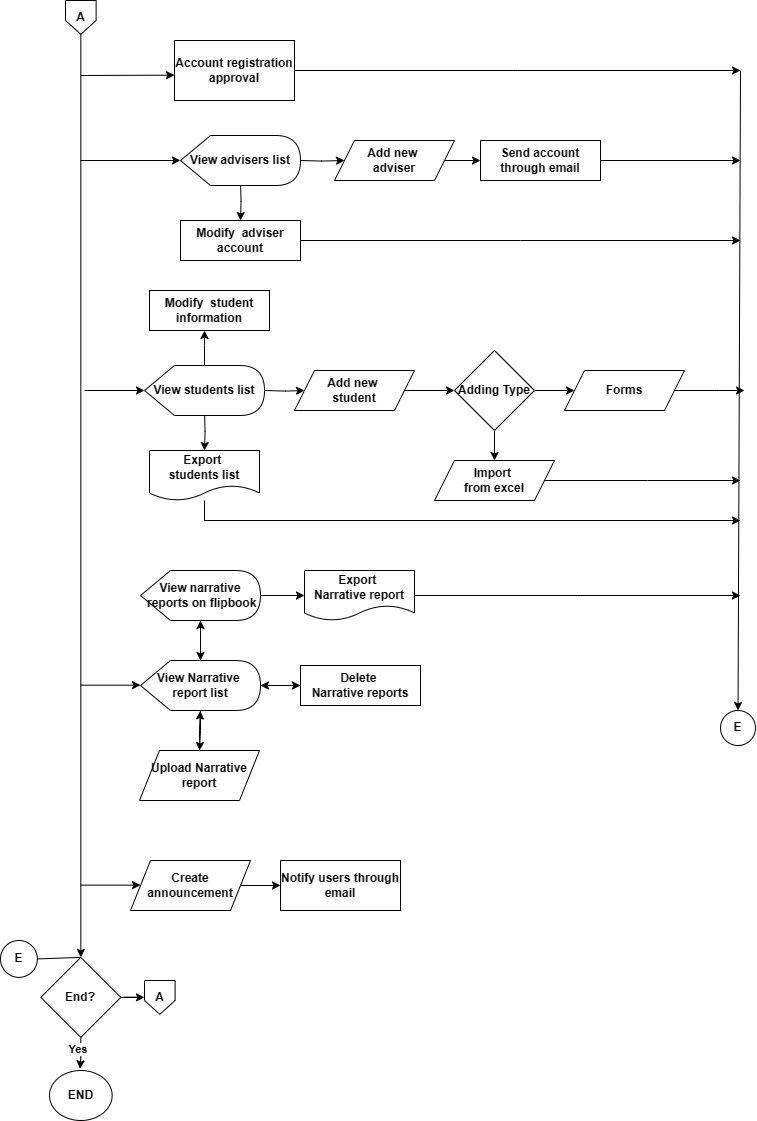 A
Account registration
approval
View advisers list
Add new
adviser
Send account
through email
Modify  adviser
account
Modify  student
information
View students list
Add new
student
Adding Type
Forms
Export
students list
Import
from excel
View narrative
reports on flipbook
Export
Narrative report
View Narrative
report list
Delete
Narrative reports
E
Upload Narrative
report
Create
announcement
Notify users through
email
E
End?
A
Yes
END